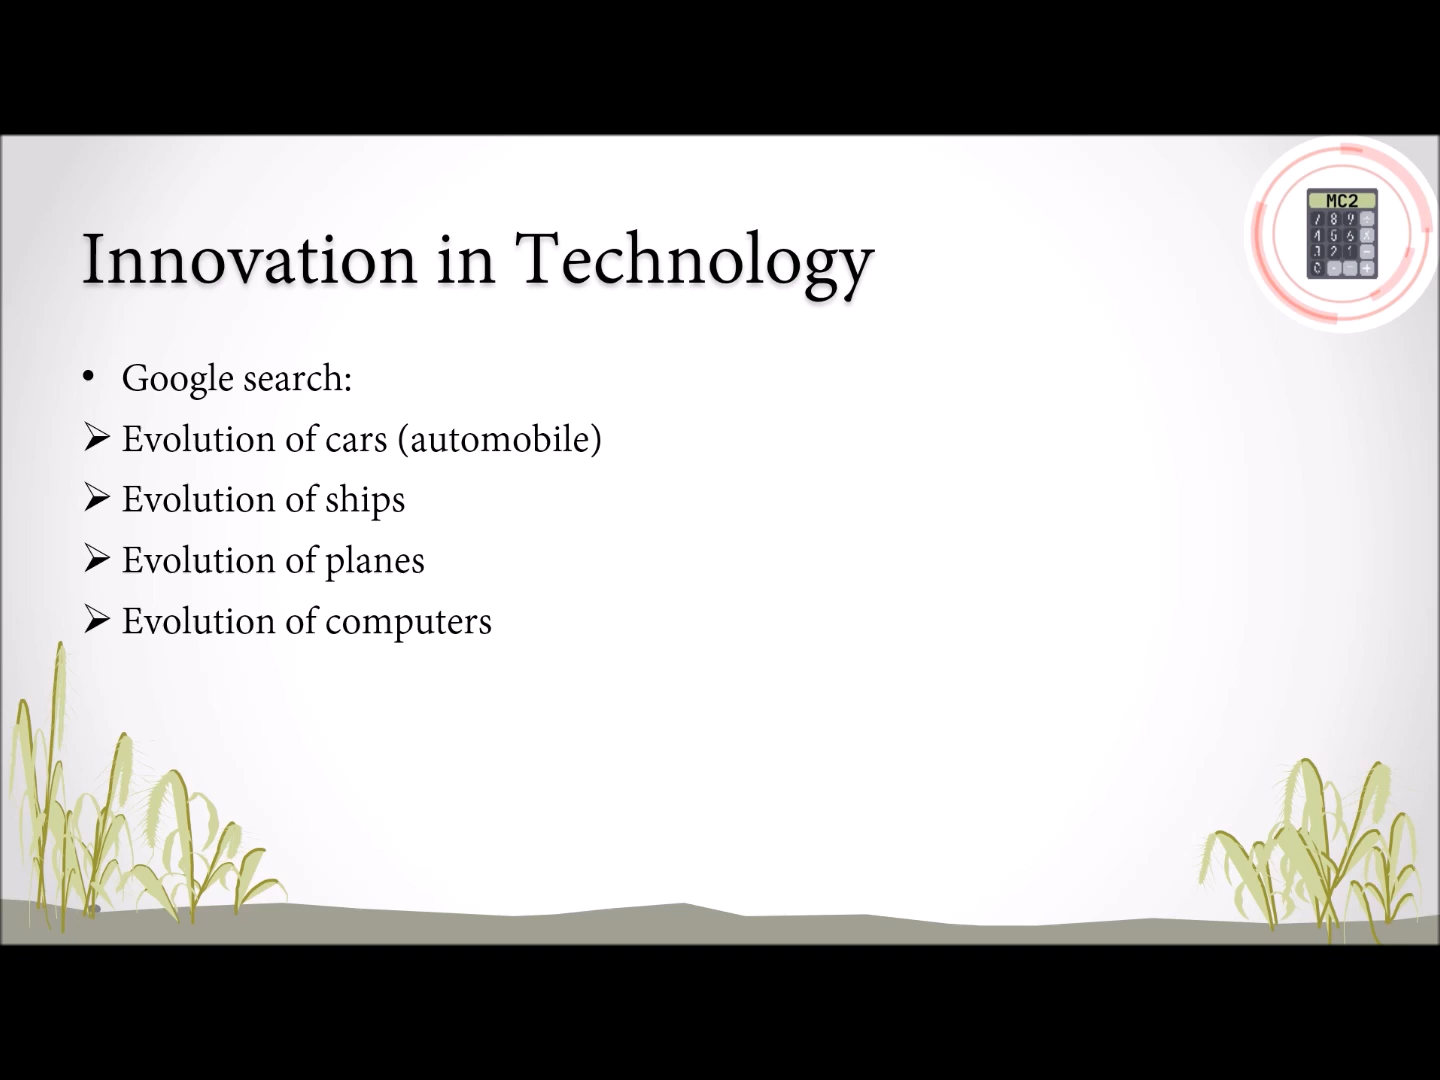 MC2
Innovation in Technology
• Google search:
➢ Evolution of cars (automobile)
➢ Evolution of ships
➢ Evolution of planes
➢ Evolution of computers